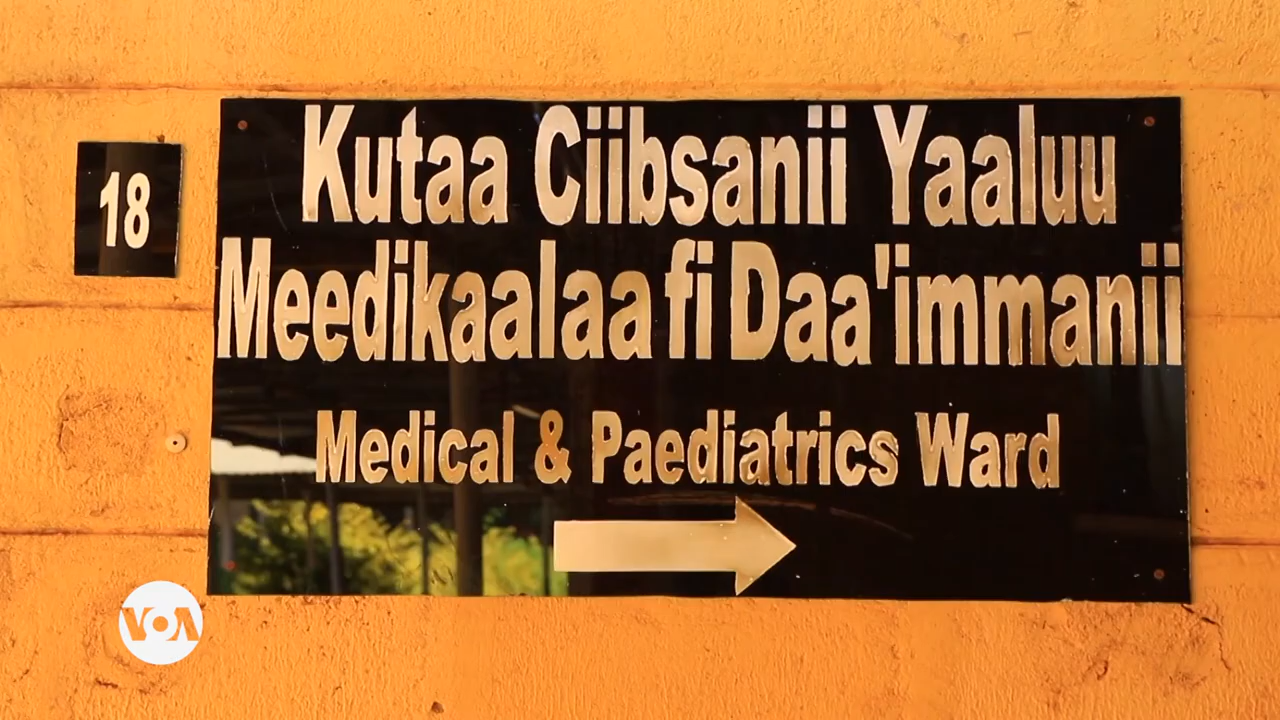 18
Kutaa Ciibsanii Yaaluu
Meedikaalaa fi Daa'immanii
Medical & Paediatrics Ward
VOA